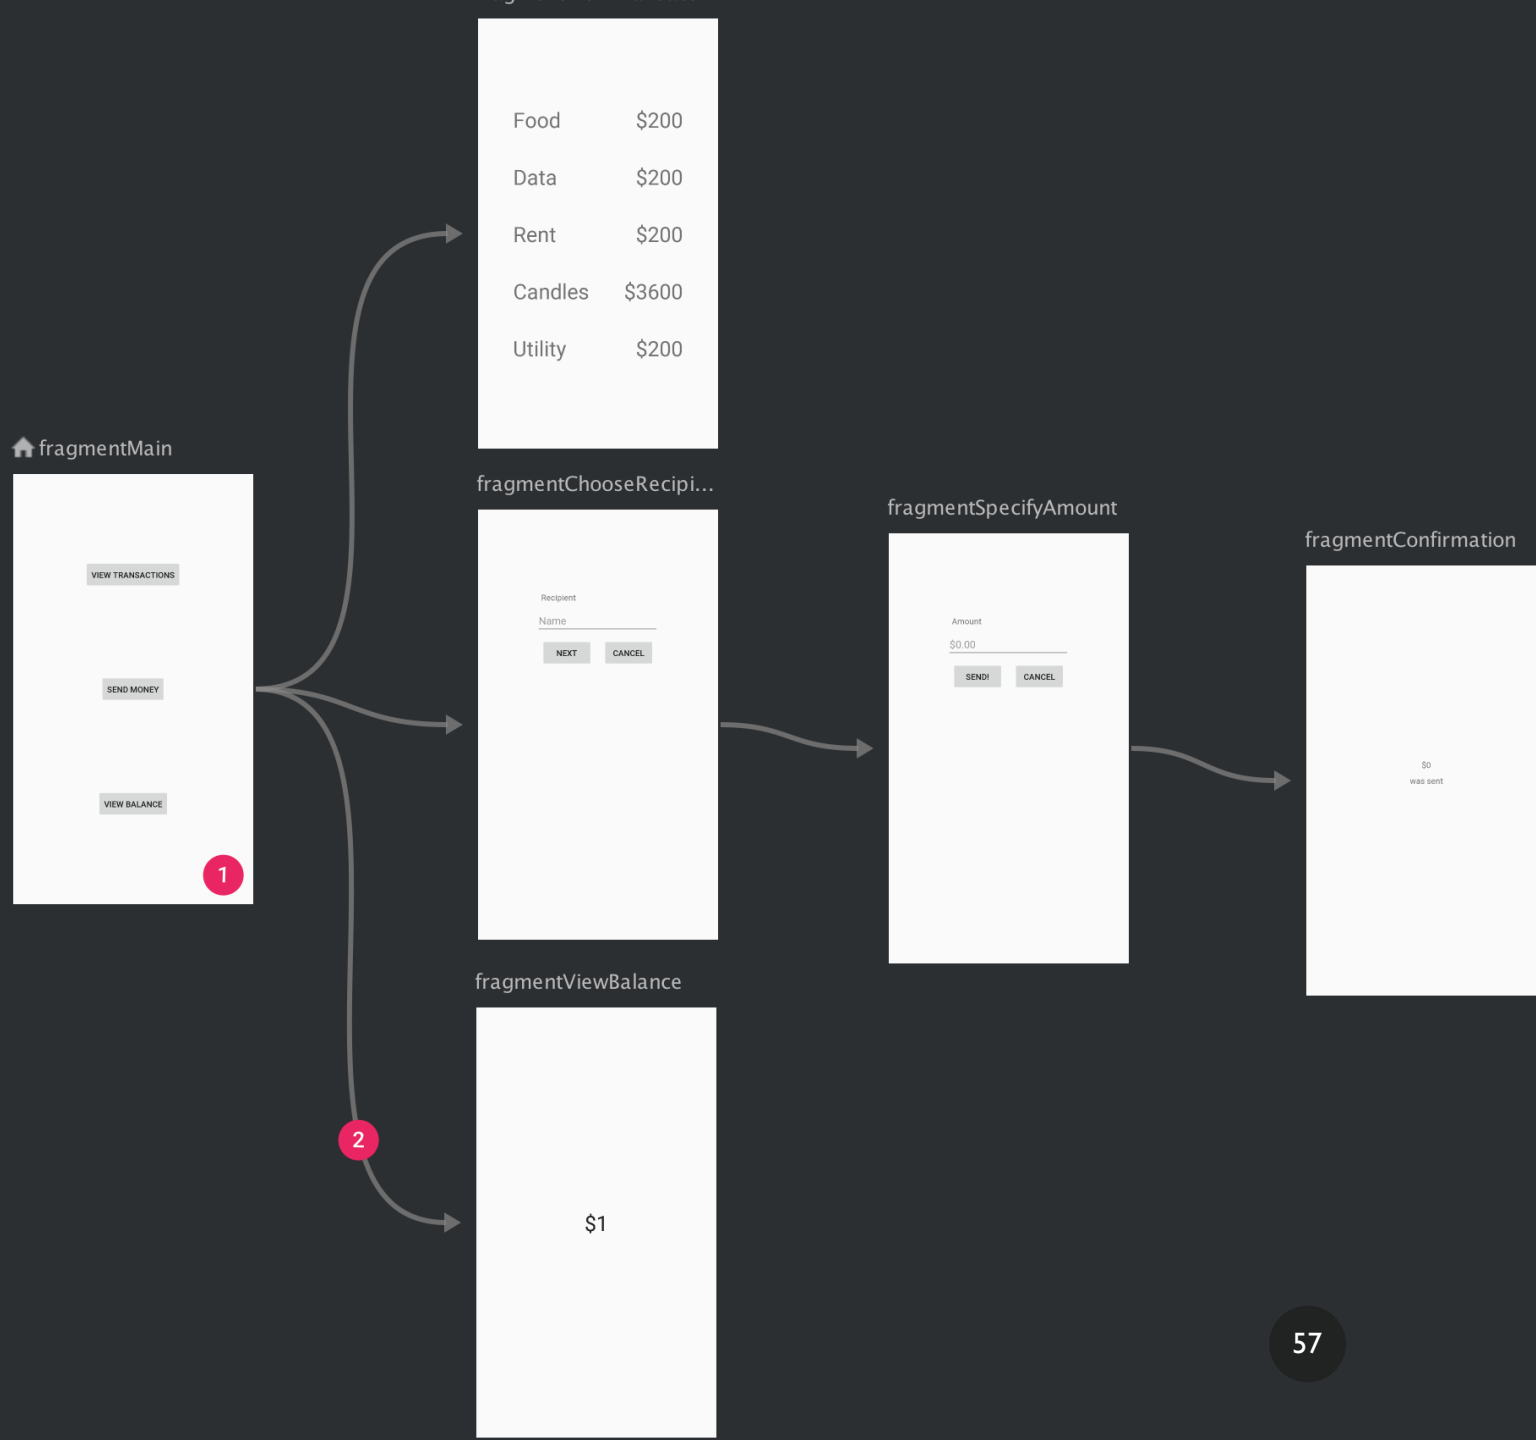 Food $200
Data $200
Rent $200
Candles $3600
Utility $200
fragmentMain
VIEW TRANSACTIONS
SEND MONEY
VIEW BALANCE
1
fragmentChooseRecipi...
Recipient
Name
NEXT CANCEL
fragmentSpecifyAmount
Amount
$0.00
SEND! CANCEL
fragmentConfirmation
$0
was sent
fragmentViewBalance
2
$1
57